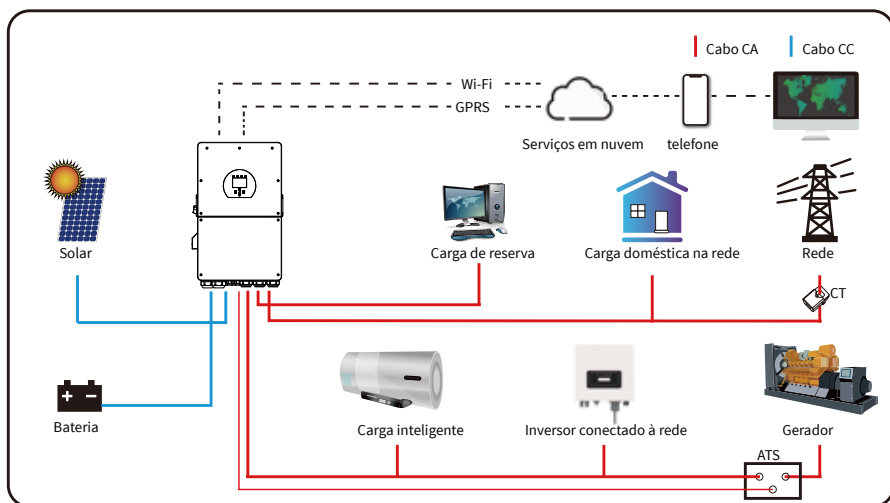 Cabo CA
Cabo CC
Wi-Fi
GPRS
Serviços em nuvem
telefone
Solar
Carga de reserva
Carga doméstica na rede
Rede
CT
Bateria
Carga inteligente
Inversor conectado à rede
Gerador
ATS